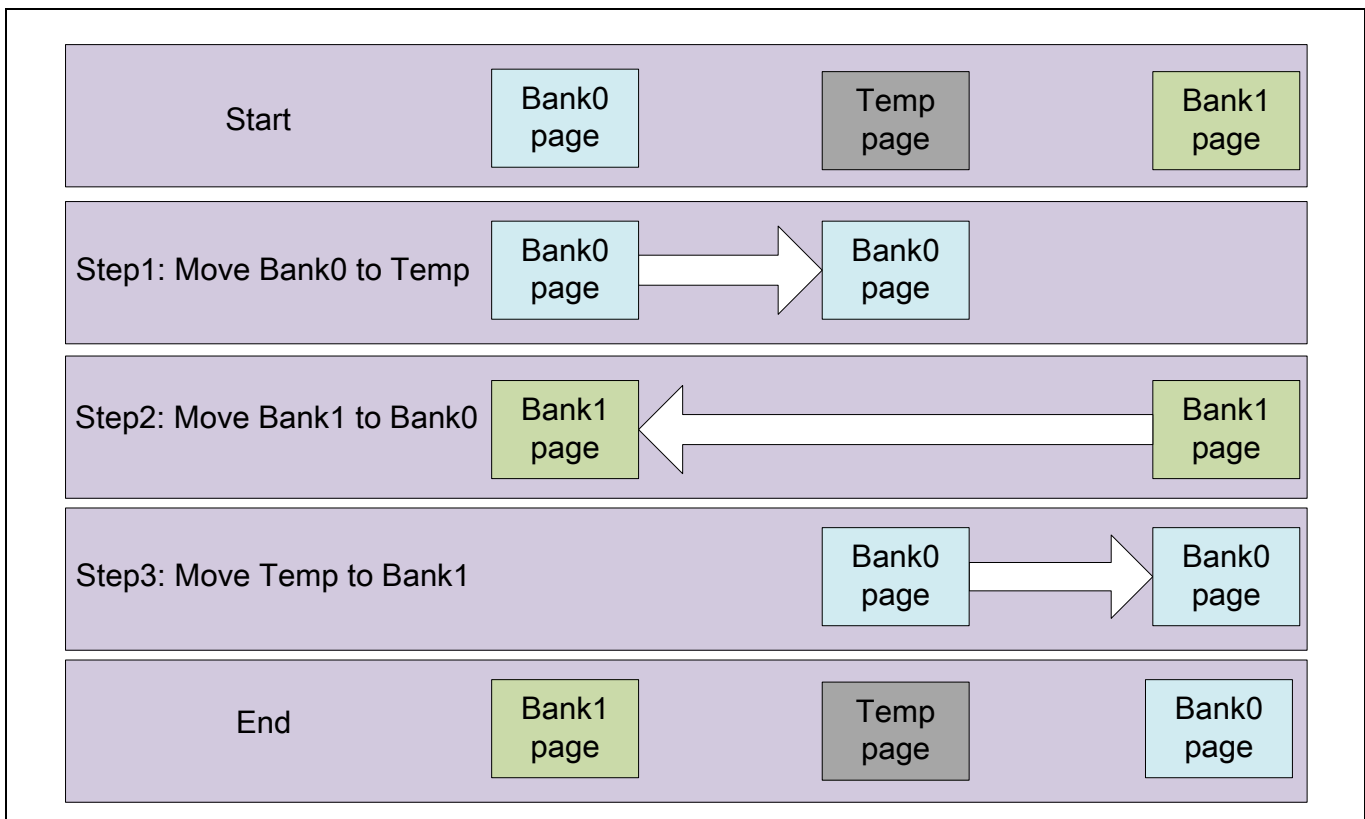 Start
Bank0
page
Temp
page
Bank1
page
Step1: Move Bank0 to Temp
Bank0
page
Bank0
page
Step2: Move Bank1 to Bank0
Bank1
page
Bank1
page
Step3: Move Temp to Bank1
Bank0
page
Bank0
page
End
Bank1
page
Temp
page
Bank0
page